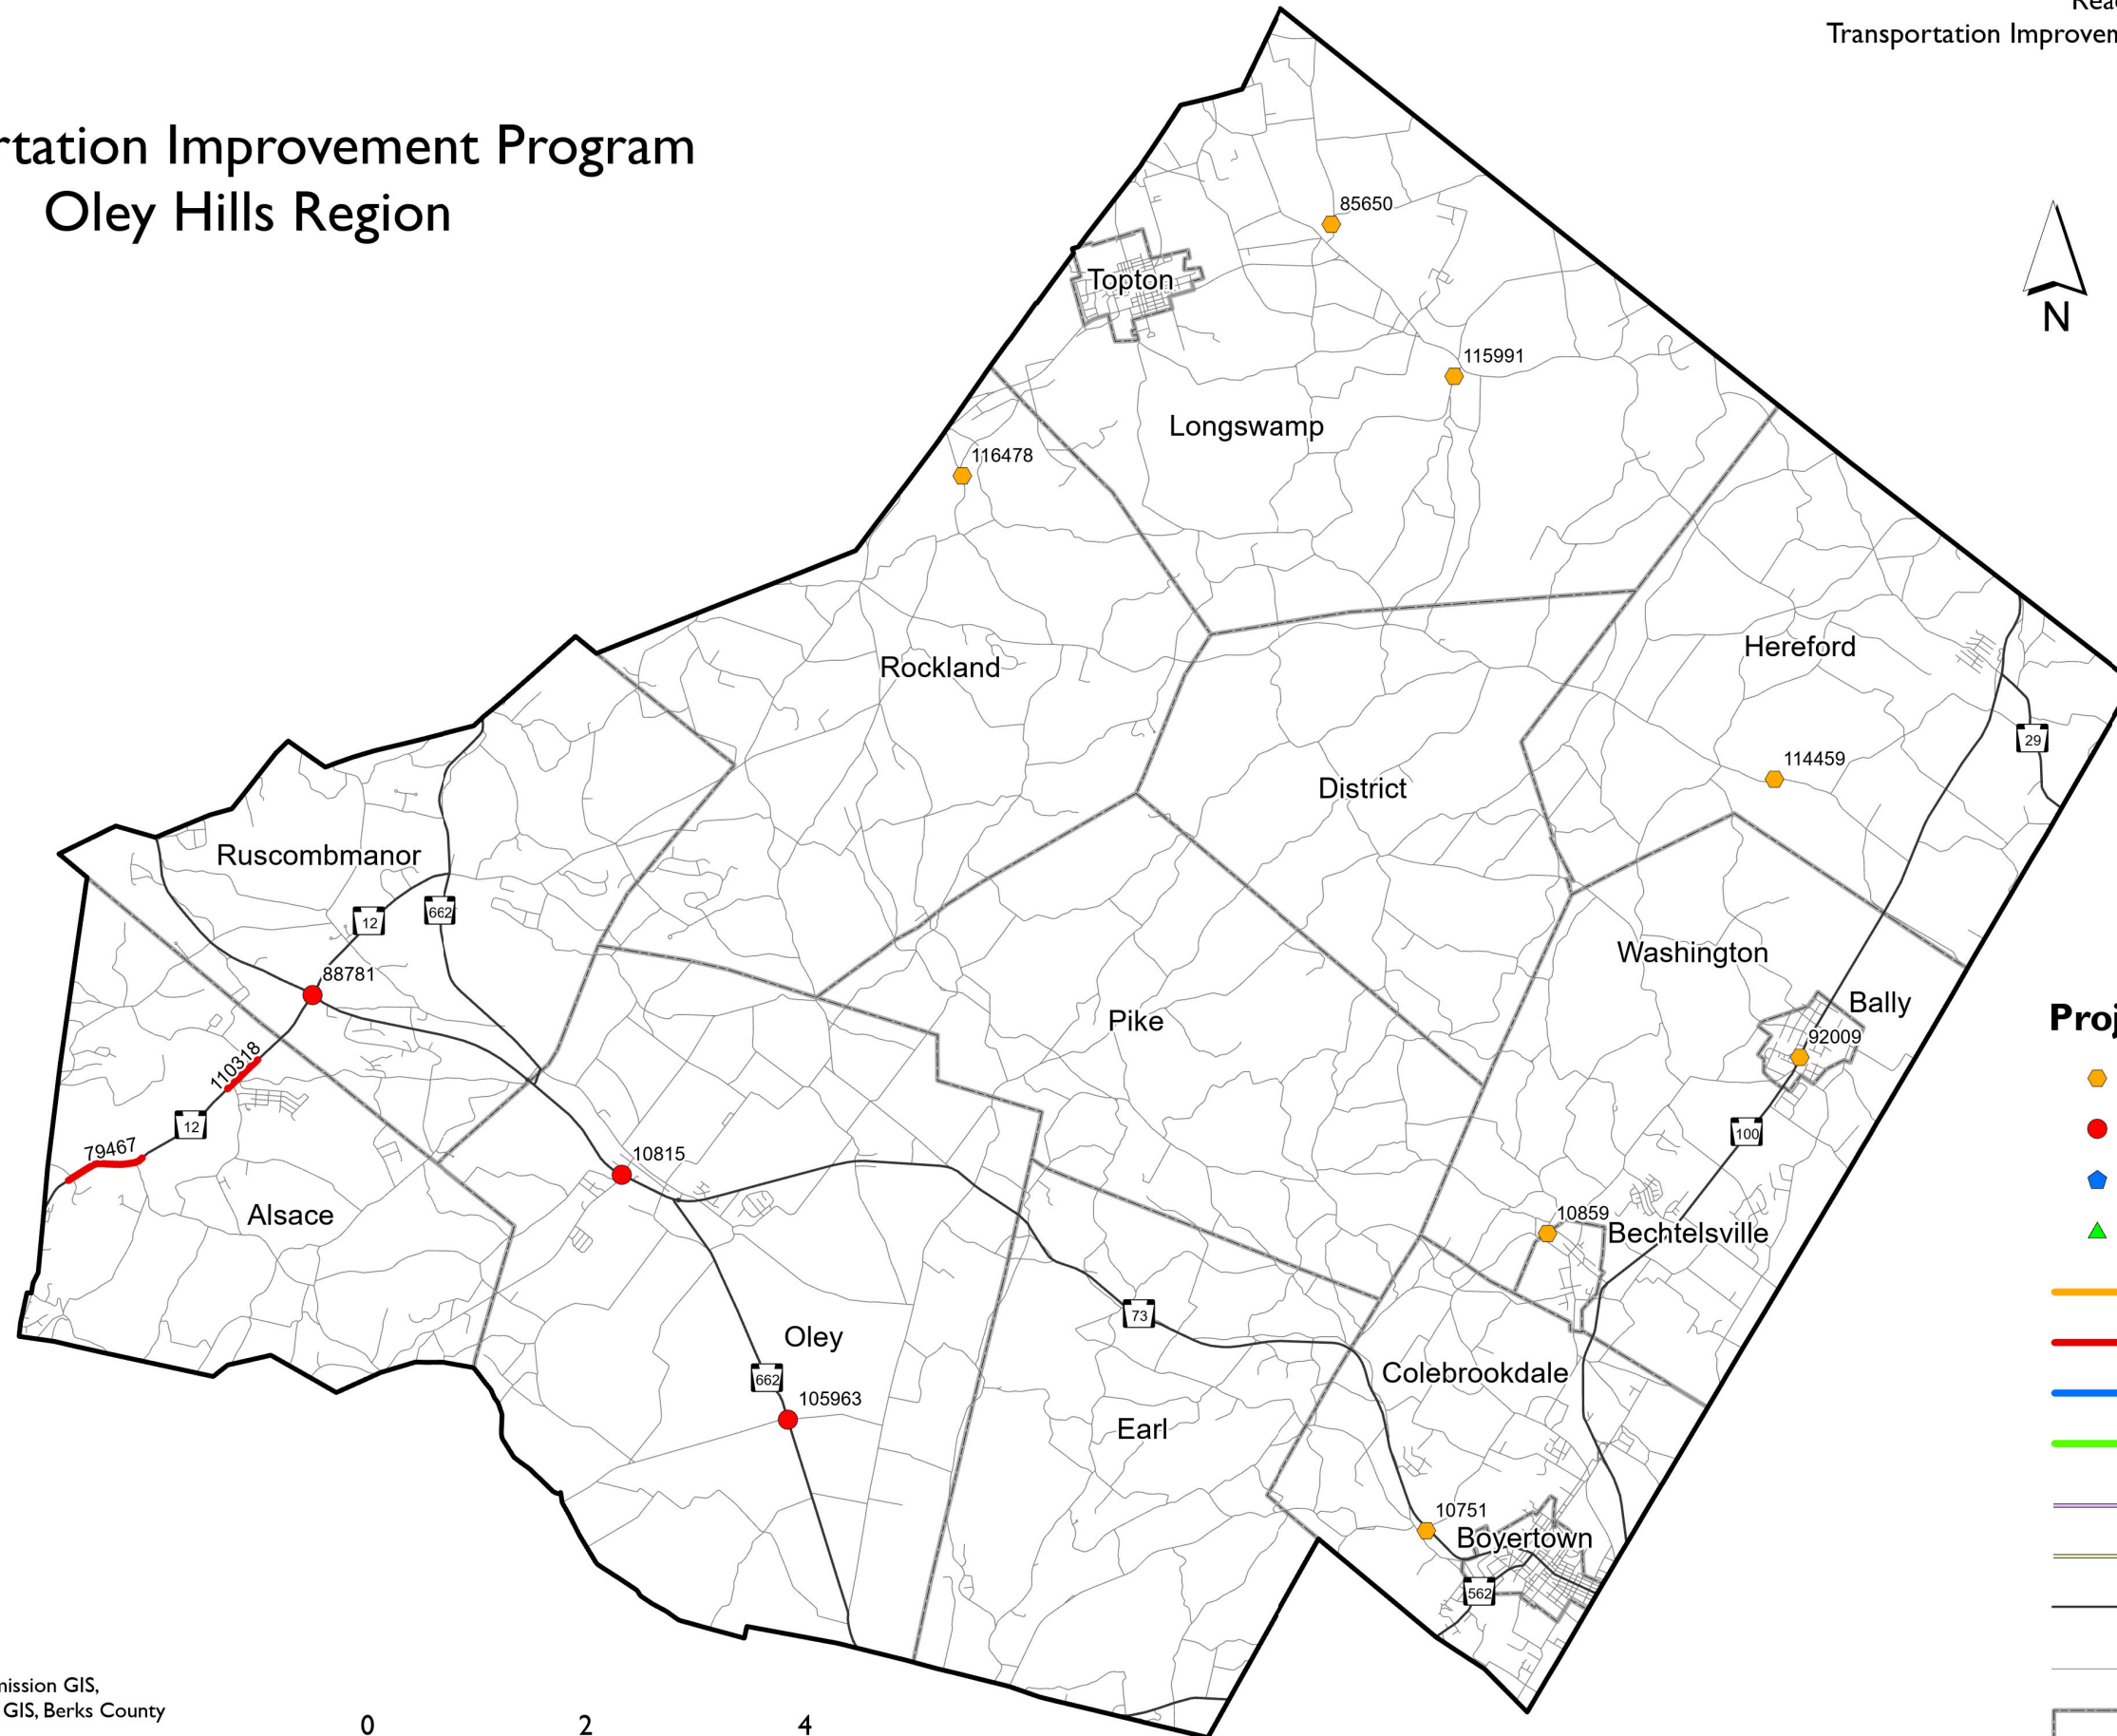 Transportation Improvem
rtation Improvement Program
Oley Hills Region
N
85650
Topton
115991
Longswamp
116478
Rockland
Hereford
29
114459
District
Ruscombmanor
12
662
Washington
Bally
88781
Pike
92009
110318
12
100
79467
10815
10859
Bechtelsville
Alsace
73
Oley
662
105963
Colebrookdale
Earl
10751
Boyertown
562
Proj
mission GIS,
GIS, Berks County
0 2 4